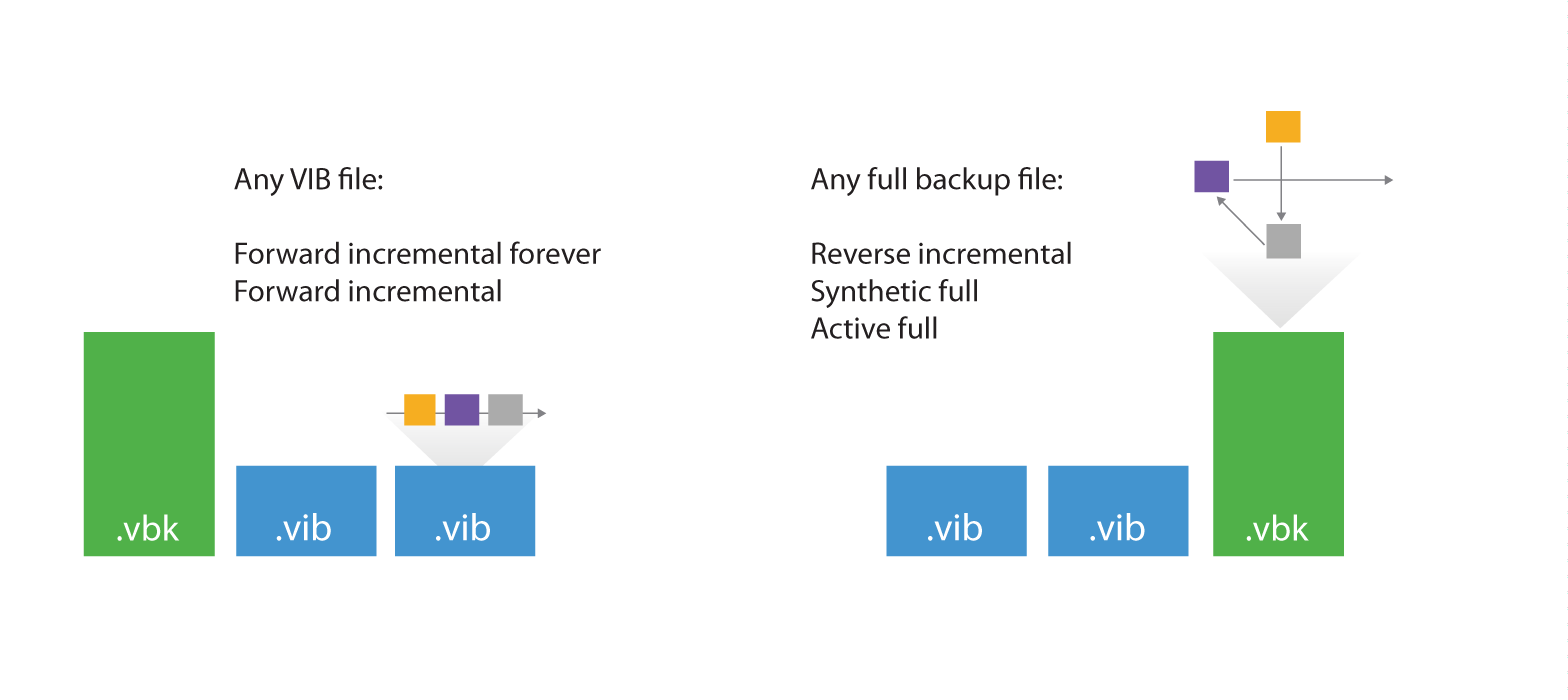 Any VIB file:
Forward incremental forever
Forward incremental
.vbk
.vib
.vib
Any full backup file:
Reverse incremental
Synthetic full
Active full
.vib
.vib
.vbk